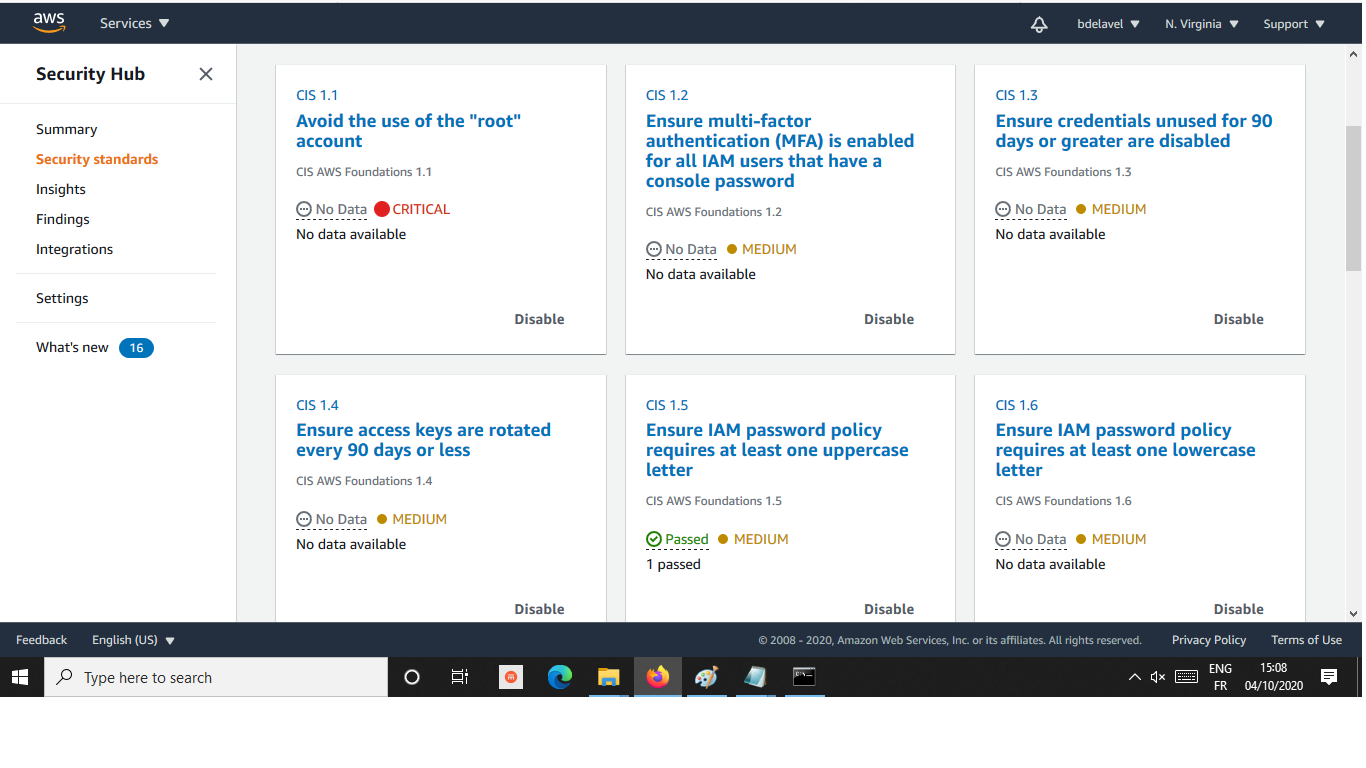 aws
Services
bdelavel
N. Virginia
Support
Security Hub
Summary
Security standards
Insights
Findings
Integrations
Settings
What's new 16
CIS 1.1
Avoid the use of the "root"
account
CIS AWS Foundations 1.1
No Data CRITICAL
No data available
Disable
CIS 1.2
Ensure multi-factor
authentication (MFA) is enabled
for all IAM users that have a
console password
CIS AWS Foundations 1.2
No Data MEDIUM
No data available
Disable
CIS 1.3
Ensure credentials unused for 90
days or greater are disabled
CIS AWS Foundations 1.3
No Data MEDIUM
No data available
Disable
CIS 1.4
Ensure access keys are rotated
every 90 days or less
CIS AWS Foundations 1.4
No Data MEDIUM
No data available
Disable
CIS 1.5
Ensure IAM password policy
requires at least one uppercase
letter
CIS AWS Foundations 1.5
Passed MEDIUM
1 passed
Disable
CIS 1.6
Ensure IAM password policy
requires at least one lowercase
letter
CIS AWS Foundations 1.6
No Data MEDIUM
No data available
Disable
Feedback
English (US)
© 2008 - 2020, Amazon Web Services, Inc. or its affiliates. All rights reserved.
Privacy Policy
Terms of Use
Type here to search
ENG
FR
15:08
04/10/2020